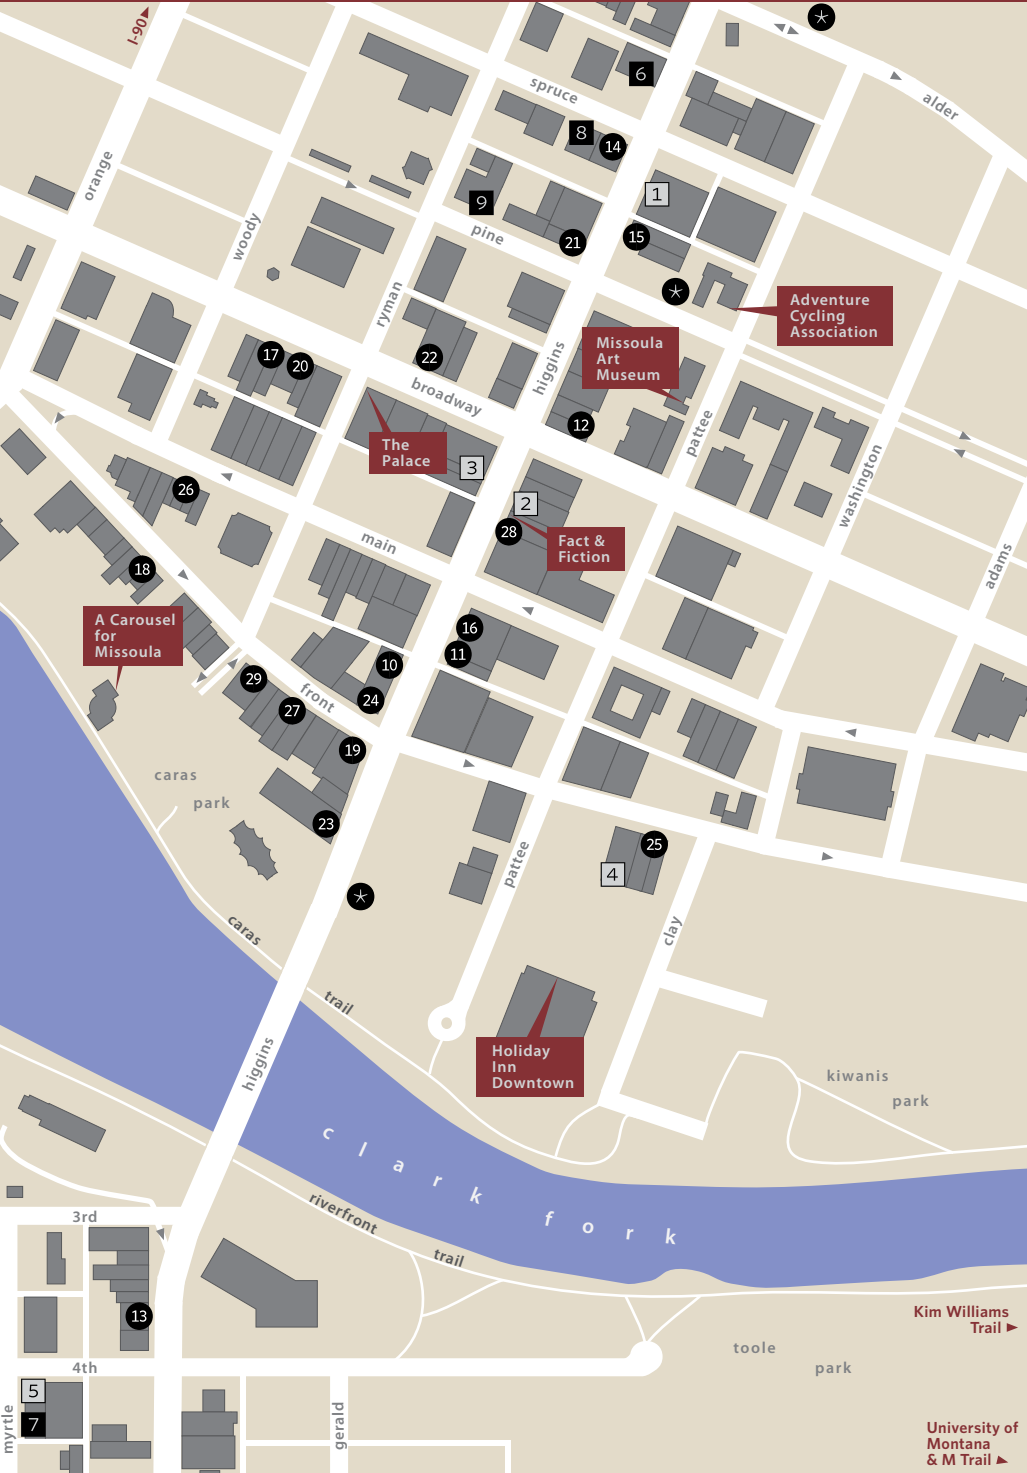 I-90
alder
spruce
6
8
14
orange
1
9
woody
pine
21
15
Adventure
Cycling
Association
ryman
Missoula
Art
Museum
higgins
17
20
22
broadway
12
pattee
The
Palace
3
washington
26
2
28
Fact &
Fiction
main
adams
18
A Carousel
for
Missoula
16
11
10
29
24
27
front
19
caras
park
23
25
4
pattee
caras
clay
trail
higgins
Holiday
Inn
Downtown
kiwanis
park
clark
fork
riverfront
trail
3rd
13
Kim Williams
Trail
toole
park
4th
5
7
myrtle
gerald
University of
Montana
& M Trail